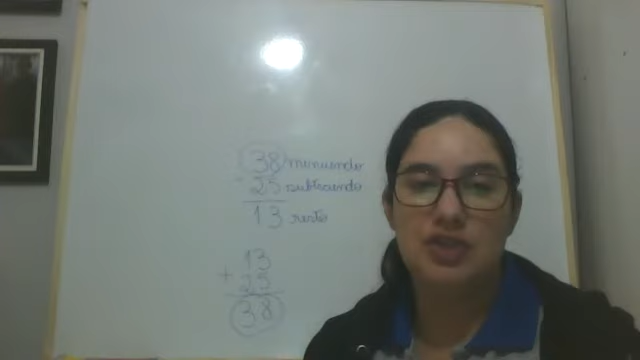 38 minuendo
- 25 subtraendo
13 resto
13
+ 25
38